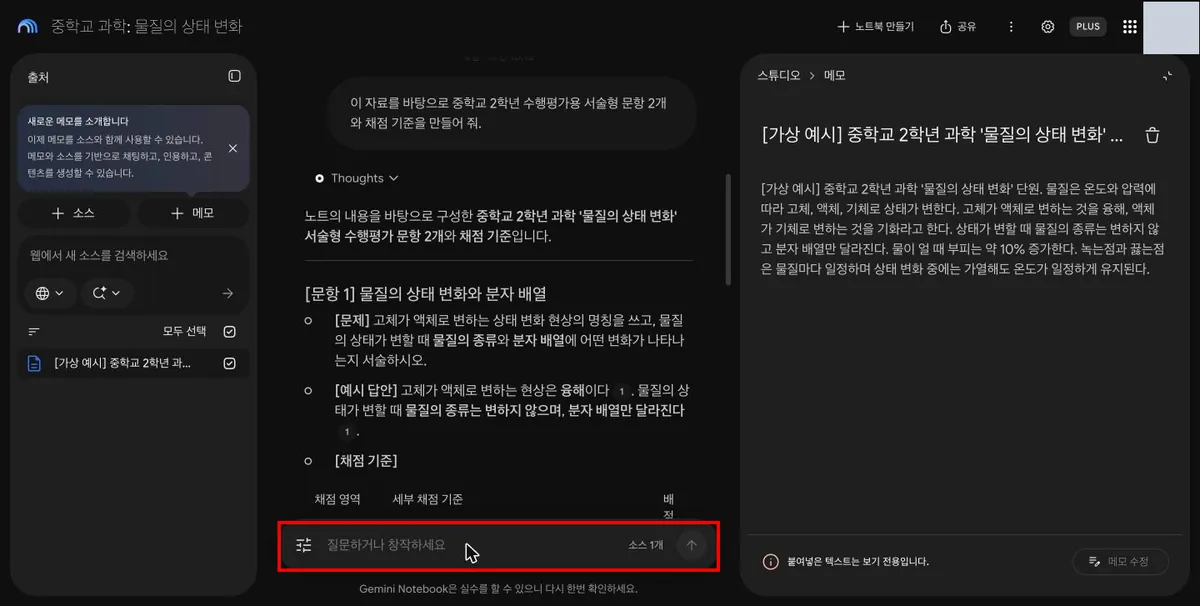 중학교 과학: 물질의 상태 변화
노트북 만들기
공유
PLUS
출처
새로운 메모를 소개합니다
이제 메모를 소스와 함께 사용할 수 있습니다.
메모와 소스를 기반으로 채팅하고, 인용하고, 콘
텐츠를 생성할 수 있습니다.
+ 소스
+ 메모
웹에서 새 소스를 검색하세요
모두 선택
[가상 예시] 중학교 2학년 과...
이 자료를 바탕으로 중학교 2학년 수행평가용 서술형 문항 2개
와 채점 기준을 만들어 줘.
Thoughts
노트의 내용을 바탕으로 구성한 중학교 2학년 과학 '물질의 상태 변화'
서술형 수행평가 문항 2개와 채점 기준입니다.
[문항 1] 물질의 상태 변화와 분자 배열
[문제] 고체가 액체로 변하는 상태 변화 현상의 명칭을 쓰고, 물질
의 상태가 변할 때 물질의 종류와 분자 배열에 어떤 변화가 나타나
는지 서술하시오.
[예시 답안] 고체가 액체로 변하는 현상은 융해이다 1 . 물질의 상
태가 변할 때 물질의 종류는 변하지 않으며, 분자 배열만 달라진다
1 .
[채점 기준]
채점 영역 세부 채점 기준 배
점
질문하거나 창작하세요
소스 1개
Gemini Notebook은 실수를 할 수 있으니 다시 한번 확인하세요.
스튜디오 > 메모
[가상 예시] 중학교 2학년 과학 '물질의 상태 변화' ...
[가상 예시] 중학교 2학년 과학 '물질의 상태 변화' 단원. 물질은 온도와 압력에
따라 고체, 액체, 기체로 상태가 변한다. 고체가 액체로 변하는 것을 융해, 액체
가 기체로 변하는 것을 기화라고 한다. 상태가 변할 때 물질의 종류는 변하지 않
고 분자 배열만 달라진다. 물이 얼 때 부피는 약 10% 증가한다. 녹는점과 끓는점
은 물질마다 일정하며 상태 변화 중에는 가열해도 온도가 일정하게 유지된다.
붙여넣은 텍스트는 보기 전용입니다.
메모 수정